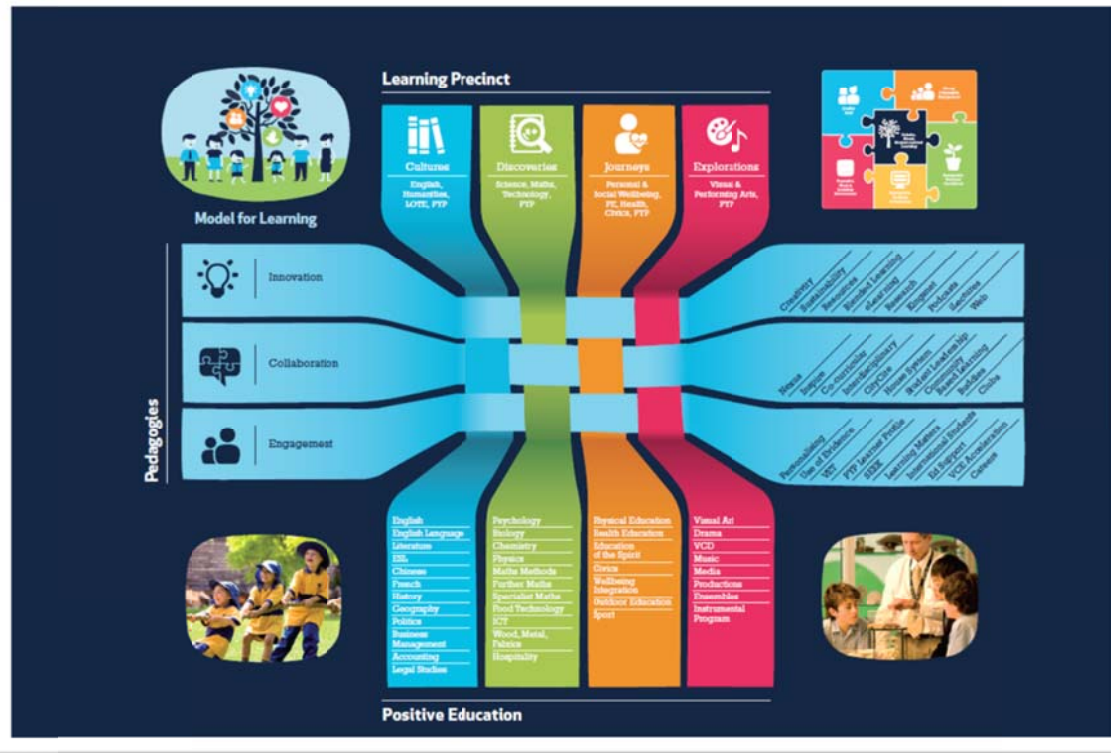 Learning Precinct
Cultures
English,
Humanities,
LOTE, PYP
Discoveries
Science, Maths,
Technology,
PYP
Journeys
Personal &
Social Wellbeing,
PE, Health,
Civics, PYP
Explorations
Visual &
Performing Arts,
PYP
Model for Learning
Pedagogies
Innovation
Creativity
Sustainability
Resources
Blended Learning
eLearning
Research
Podcasts
iLectures
Web
Collaboration
Nexus
Inspire
Co-curricular
Interdisciplinary
CityCite
House System
Student Leadership
Community
Based Learning
Buddies
Clubs
Engagement
Personalising
Use of Evidence
VET
PYP Learner Profile
SEEK
Learning Matters
International Students
Ed Support
VCE Acceleration
Careers
English
English Language
Literature
ESL
Chinese
French
History
Geography
Politics
Business
Management
Accounting
Legal Studies
Psychology
Biology
Chemistry
Physics
Maths Methods
Further Maths
Specialist Maths
Food Technology
ICT
Wood, Metal,
Fabrics
Hospitality
Physical Education
Health Education
Education
of the Spirit
Civics
Wellbeing
Integration
Outdoor Education
Sport
Visual Art
Drama
VCD
Music
Media
Productions
Ensembles
Instrumental
Program
Positive Education